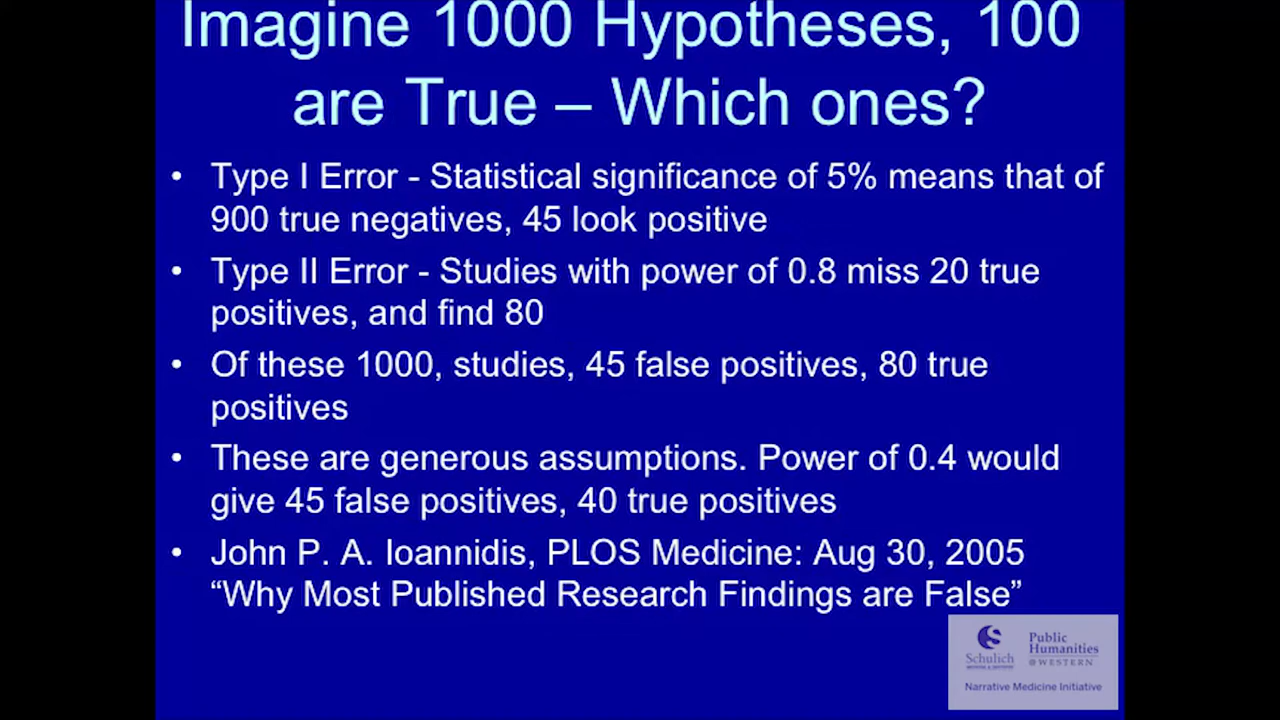 Imagine 1000 Hypotheses, 100
are True – Which ones?
• Type I Error - Statistical significance of 5% means that of
900 true negatives, 45 look positive
• Type II Error - Studies with power of 0.8 miss 20 true
positives, and find 80
• Of these 1000, studies, 45 false positives, 80 true
positives
• These are generous assumptions. Power of 0.4 would
give 45 false positives, 40 true positives
• John P. A. Ioannidis, PLOS Medicine: Aug 30, 2005
“Why Most Published Research Findings are False”
Schulich
Public
Humanities
@WESTERN
Narrative Medicine Initiative